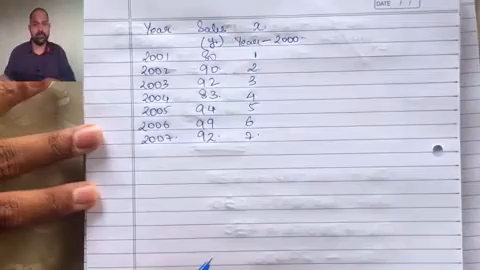 Year Sales x
(y) Year - 2000
2001 80 1
2002 90 2
2003 92 3
2004 83 4
2005 94 5
2006 99 6
2007 92 7
DATE / /